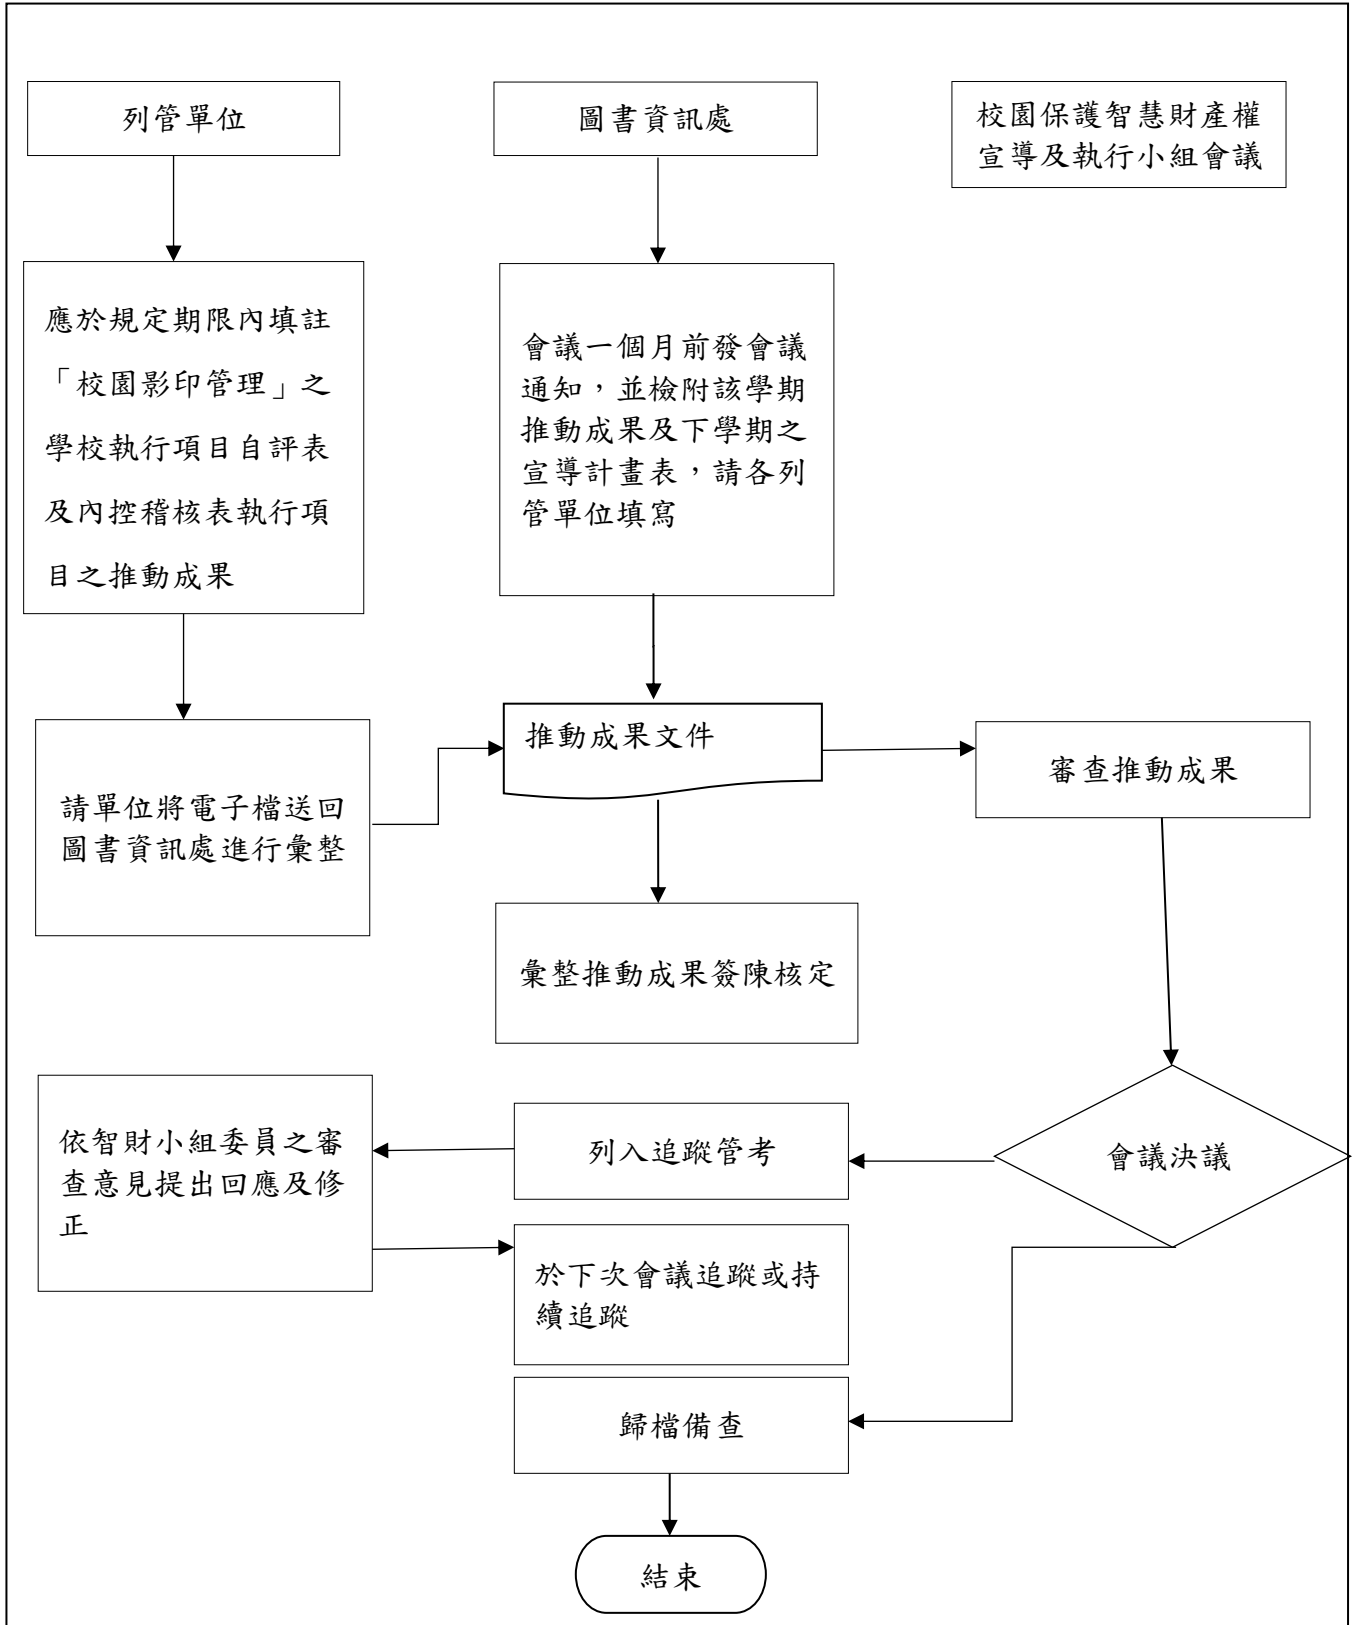 列管單位
圖書資訊處
校園保護智慧財產權
宣導及執行小組會議
應於規定期限內填註
「校園影印管理」之
學校執行項目自評表
及內控稽核表執行項
目之推動成果
會議一個月前發會議
通知，並檢附該學期
推動成果及下學期之
宣導計畫表，請各列
管單位填寫
推動成果文件
審查推動成果
請單位將電子檔送回
圖書資訊處進行彙整
彙整推動成果簽陳核定
依智財小組委員之審
查意見提出回應及修
正
列入追蹤管考
會議決議
於下次會議追蹤或持
續追蹤
歸檔備查
結束